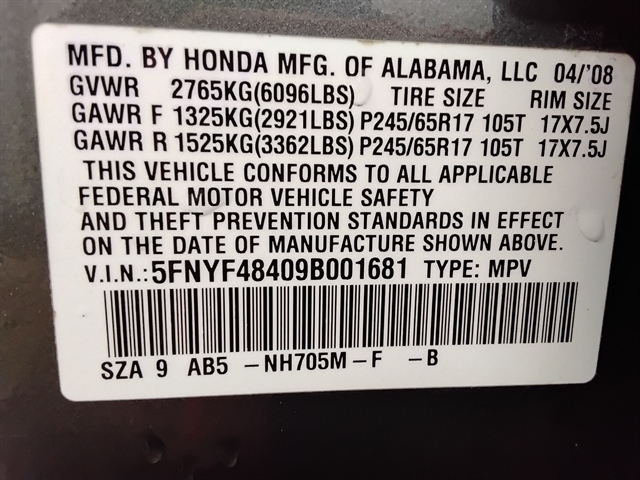 MFD. BY HONDA MFG. OF ALABAMA, LLC 04/'08
GVWR 2765KG(6096LBS) TIRE SIZE RIM SIZE
GAWR F 1325KG(2921LBS) P245/65R17 105T 17X7.5J
GAWR R 1525KG(3362LBS) P245/65R17 105T 17X7.5J
THIS VEHICLE CONFORMS TO ALL APPLICABLE
FEDERAL MOTOR VEHICLE SAFETY
AND THEFT PREVENTION STANDARDS IN EFFECT
ON THE DATE OF MANUFACTURE SHOWN ABOVE.
V.I.N.: 5FNYF48409B001681 TYPE: MPV
SZA 9 AB5 -NH705M-F -B